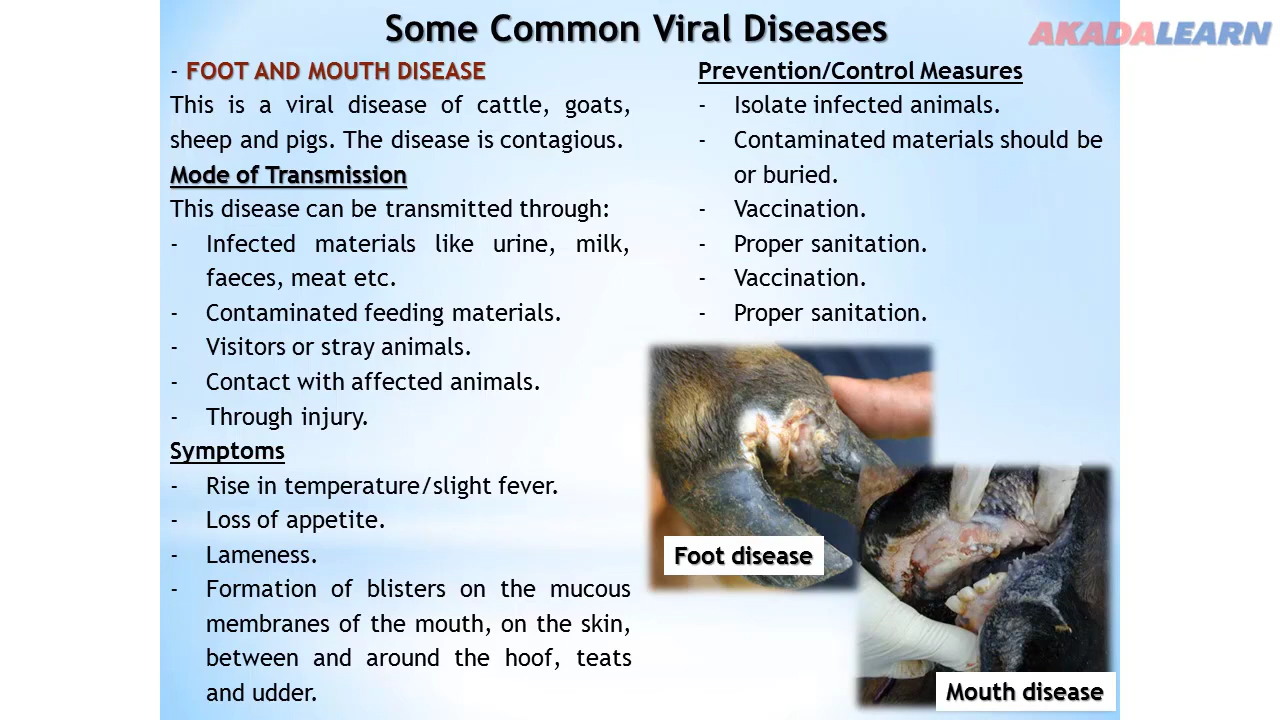 Some Common Viral Diseases
AKADALEARN
- FOOT AND MOUTH DISEASE
This is a viral disease of cattle, goats,
sheep and pigs. The disease is contagious.
Mode of Transmission
This disease can be transmitted through:
- Infected materials like urine, milk,
faeces, meat etc.
- Contaminated feeding materials.
- Visitors or stray animals.
- Contact with affected animals.
- Through injury.
Symptoms
- Rise in temperature/slight fever.
- Loss of appetite.
- Lameness.
- Formation of blisters on the mucous
membranes of the mouth, on the skin,
between and around the hoof, teats
and udder.
Prevention/Control Measures
- Isolate infected animals.
- Contaminated materials should be
or buried.
- Vaccination.
- Proper sanitation.
- Vaccination.
- Proper sanitation.
Foot disease
Mouth disease